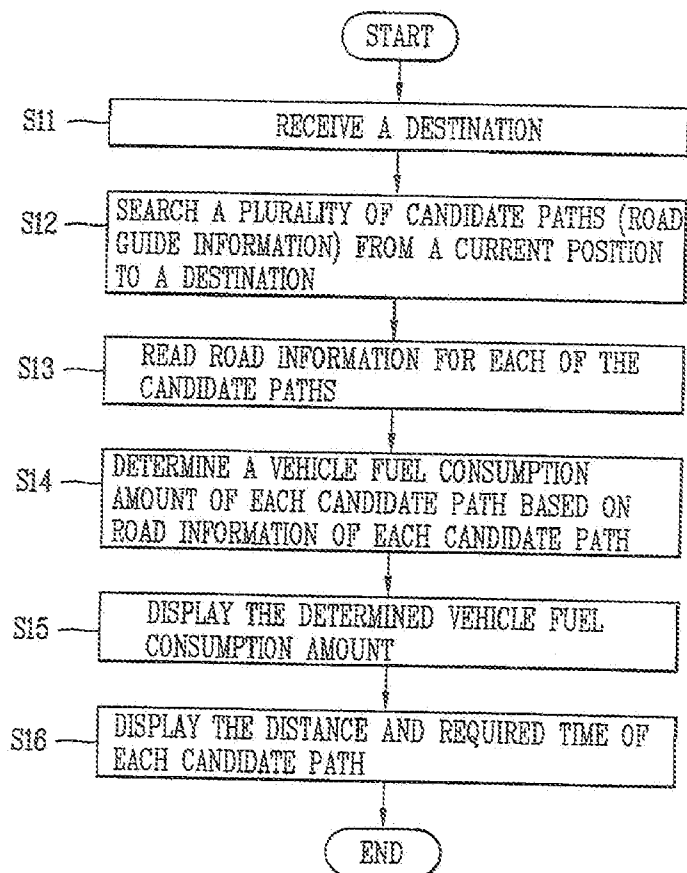 START
S11
RECEIVE A DESTINATION
S12
SEARCH A PLURALITY OF CANDIDATE PATHS (ROAD
GUIDE INFORMATION) FROM A CURRENT POSITION
TO A DESTINATION
S13
READ ROAD INFORMATION FOR EACH OF THE
CANDIDATE PATHS
S14
DETERMINE A VEHICLE FUEL CONSUMPTION
AMOUNT OF EACH CANDIDATE PATH BASED ON
ROAD INFORMATION OF EACH CANDIDATE PATH
S15
DISPLAY THE DETERMINED VEHICLE FUEL
CONSUMPTION AMOUNT
S16
DISPLAY THE DISTANCE AND REQUIRED TIME OF
EACH CANDIDATE PATH
END